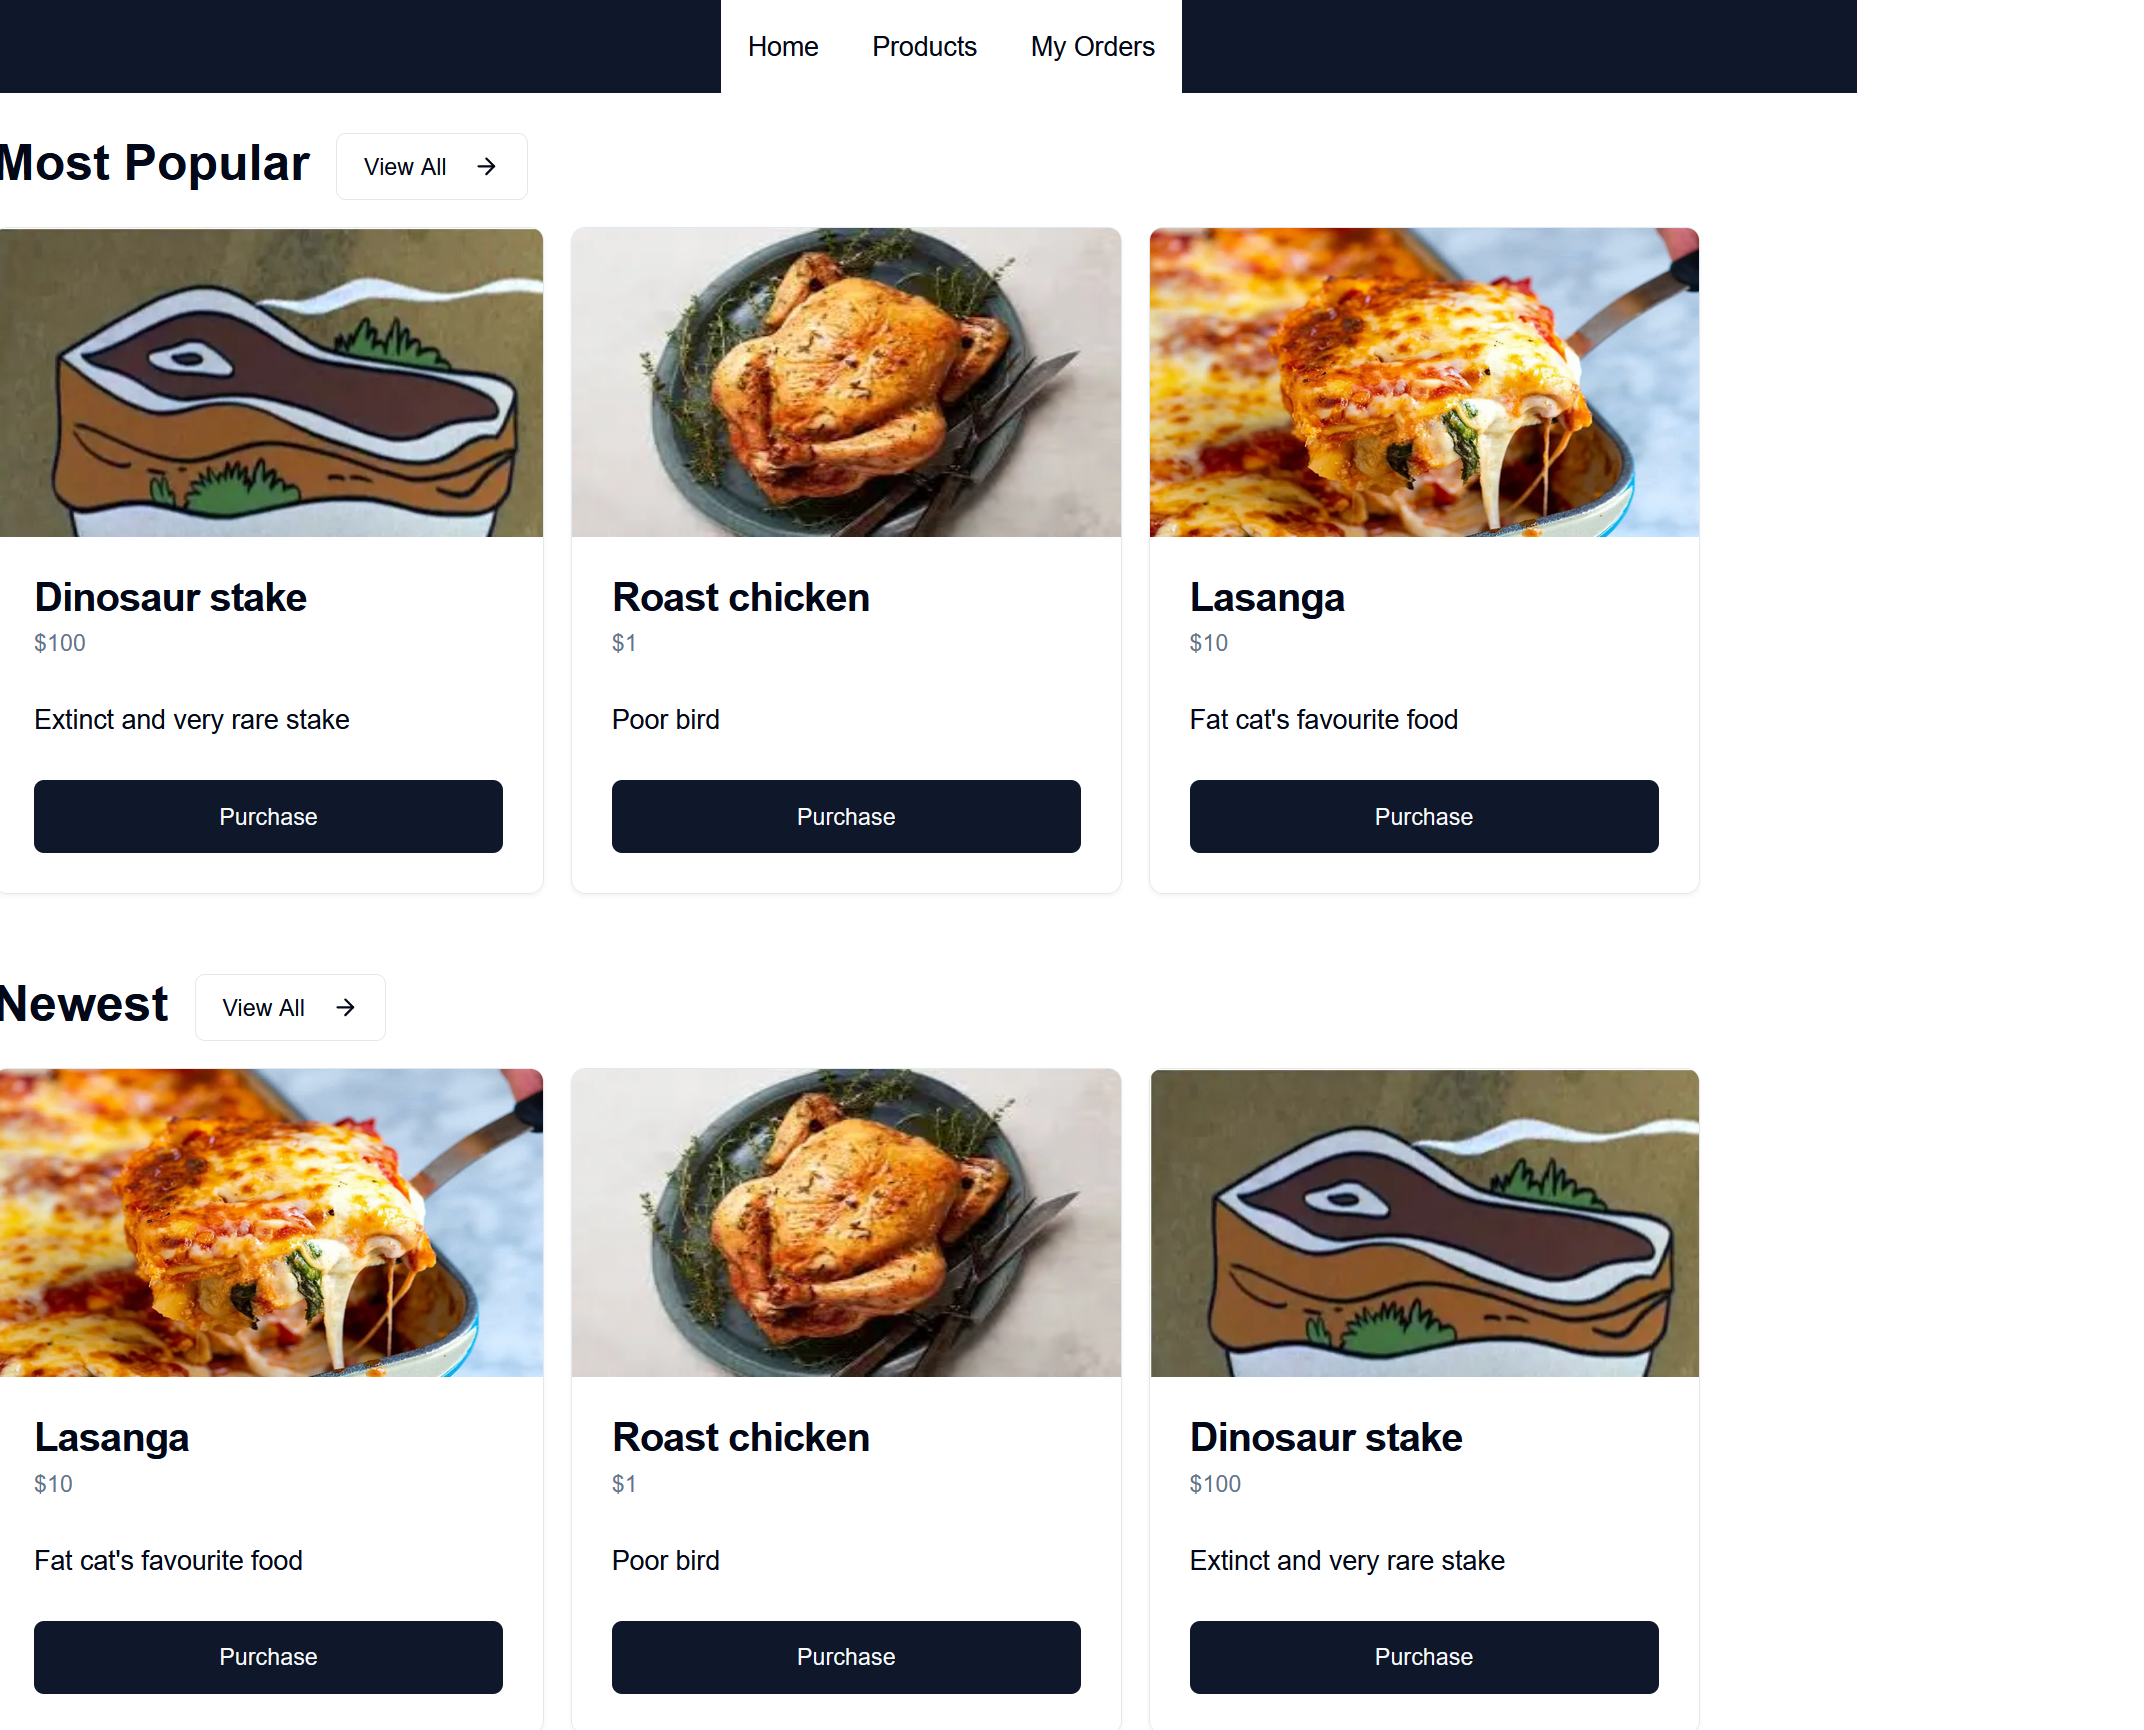 Home Products My Orders
Most Popular View All
Dinosaur stake
$100
Extinct and very rare stake
Purchase
Roast chicken
$1
Poor bird
Purchase
Lasanga
$10
Fat cat's favourite food
Purchase
Newest View All
Lasanga
$10
Fat cat's favourite food
Purchase
Roast chicken
$1
Poor bird
Purchase
Dinosaur stake
$100
Extinct and very rare stake
Purchase